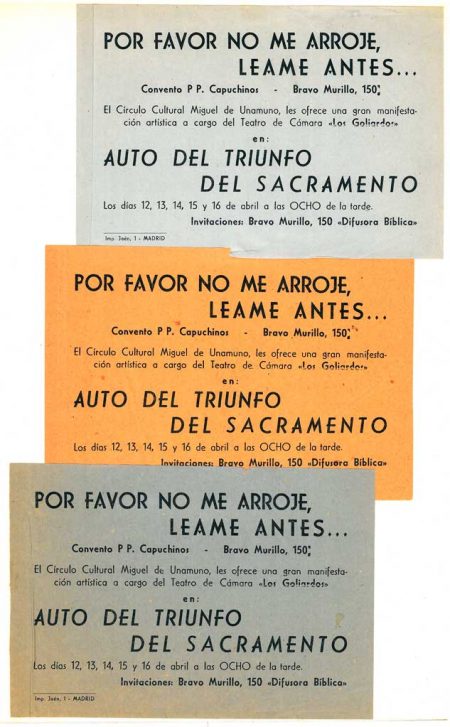 POR FAVOR NO ME ARROJE,
LEAME ANTES...
Convento P P. Capuchinos - Bravo Murillo, 150
El Círculo Cultural Miguel de Unamuno, les ofrece una gran manifesta-
ción artística a cargo del Teatro de Cámara «Los Goliardos»
en:
AUTO DEL TRIUNFO
DEL SACRAMENTO
Los días 12, 13, 14, 15 y 16 de abril a las OCHO de la tarde.
Invitaciones: Bravo Murillo, 150 «Difusora Bíblica»
Imp. Jaén, 1 - MADRID
POR FAVOR NO ME ARROJE,
LEAME ANTES...
Convento P P. Capuchinos - Bravo Murillo, 150
El Círculo Cultural Miguel de Unamuno, les ofrece una gran manifesta-
ción artística a cargo del Teatro de Cámara «Los Goliardos»
en:
AUTO DEL TRIUNFO
DEL SACRAMENTO
Los días 12, 13, 14, 15 y 16 de abril a las OCHO de la tarde.
Invitaciones: Bravo Murillo, 150 «Difusora Bíblica»
POR FAVOR NO ME ARROJE,
LEAME ANTES...
Convento P P. Capuchinos - Bravo Murillo, 150
El Círculo Cultural Miguel de Unamuno, les ofrece una gran manifesta-
ción artística a cargo del Teatro de Cámara «Los Goliardos»
en:
AUTO DEL TRIUNFO
DEL SACRAMENTO
Los días 12, 13, 14, 15 y 16 de abril a las OCHO de la tarde.
Invitaciones: Bravo Murillo, 150 «Difusora Bíblica»
Imp. Jaén, 1 - MADRID